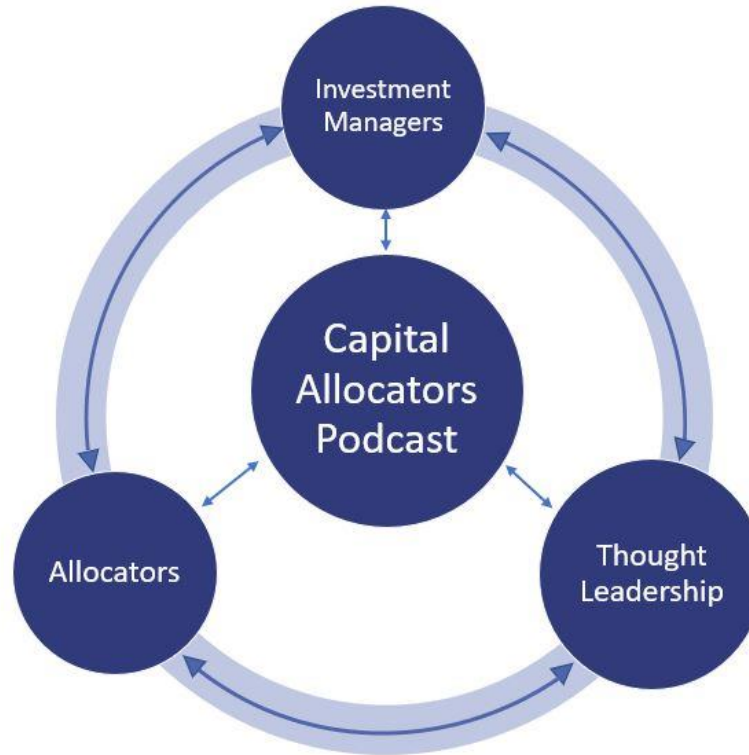 Investment
Managers
Capital
Allocators
Podcast
Allocators
Thought
Leadership